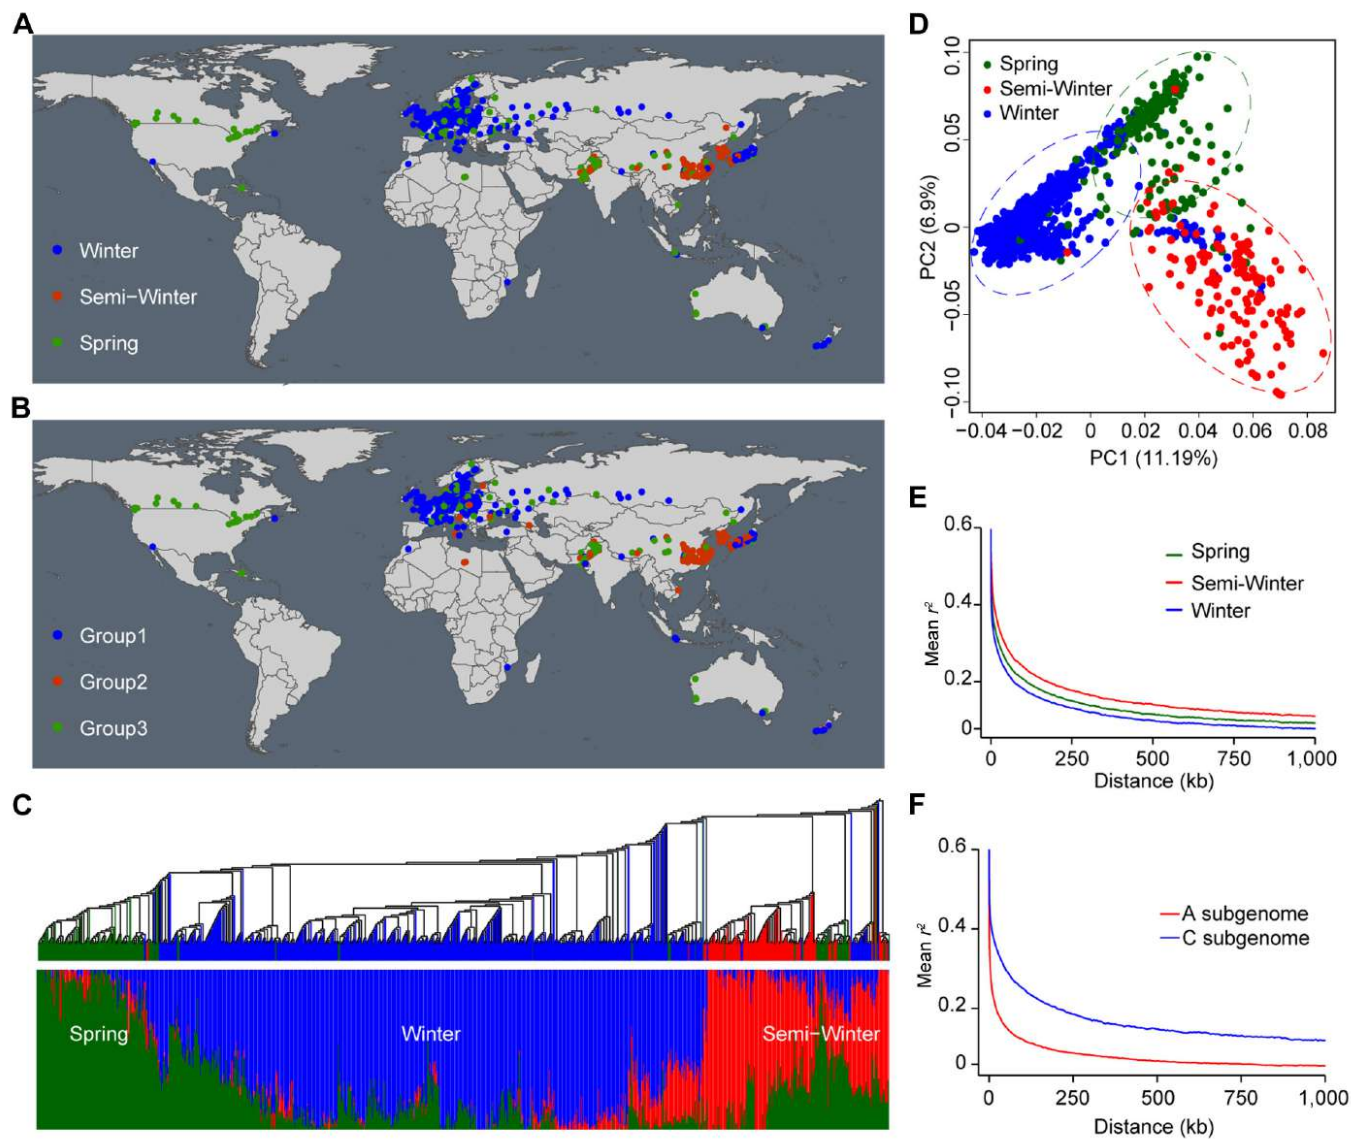 A
Winter
Semi−Winter
Spring
B
Group1
Group2
Group3
C
Spring
Winter
Semi−Winter
D
Spring
Semi-Winter
Winter
PC2 (6.9%)
0.10
0.05
0
−0.05
−0.10
−0.04 −0.02 0 0.02 0.04 0.06 0.08
PC1 (11.19%)
E
Mean r²
0.6
0.4
0.2
0
Spring
Semi-Winter
Winter
0 250 500 750 1,000
Distance (kb)
F
Mean r²
0.6
0.4
0.2
0
A subgenome
C subgenome
0 250 500 750 1,000
Distance (kb)